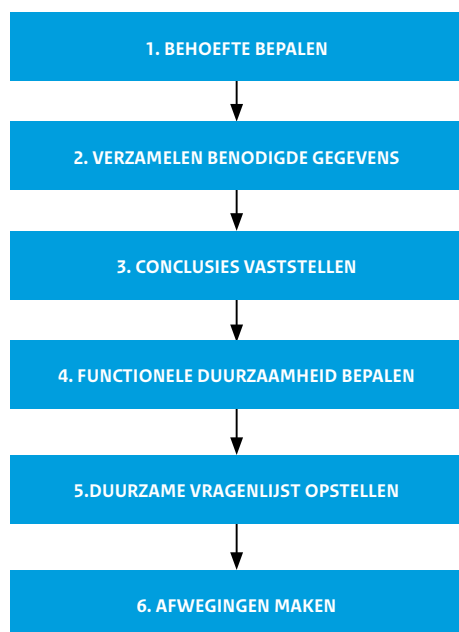 1. BEHOEFTE BEPALEN
2. VERZAMELEN BENODIGDE GEGEVENS
3. CONCLUSIES VASTSTELLEN
4. FUNCTIONELE DUURZAAMHEID BEPALEN
5.DUURZAME VRAGENLIJST OPSTELLEN
6. AFWEGINGEN MAKEN